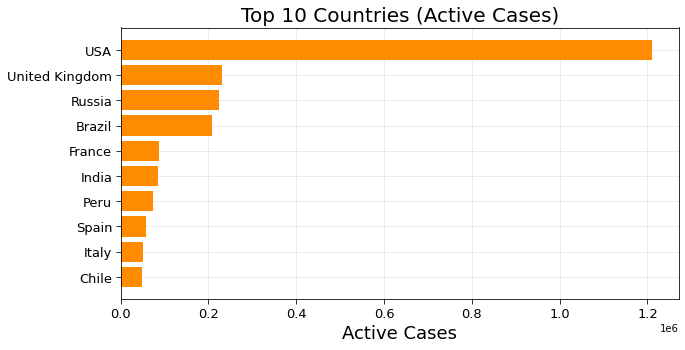 Top 10 Countries (Active Cases)
USA
United Kingdom
Russia
Brazil
France
India
Peru
Spain
Italy
Chile
0.0 0.2 0.4 0.6 0.8 1.0 1.2
1e6
Active Cases